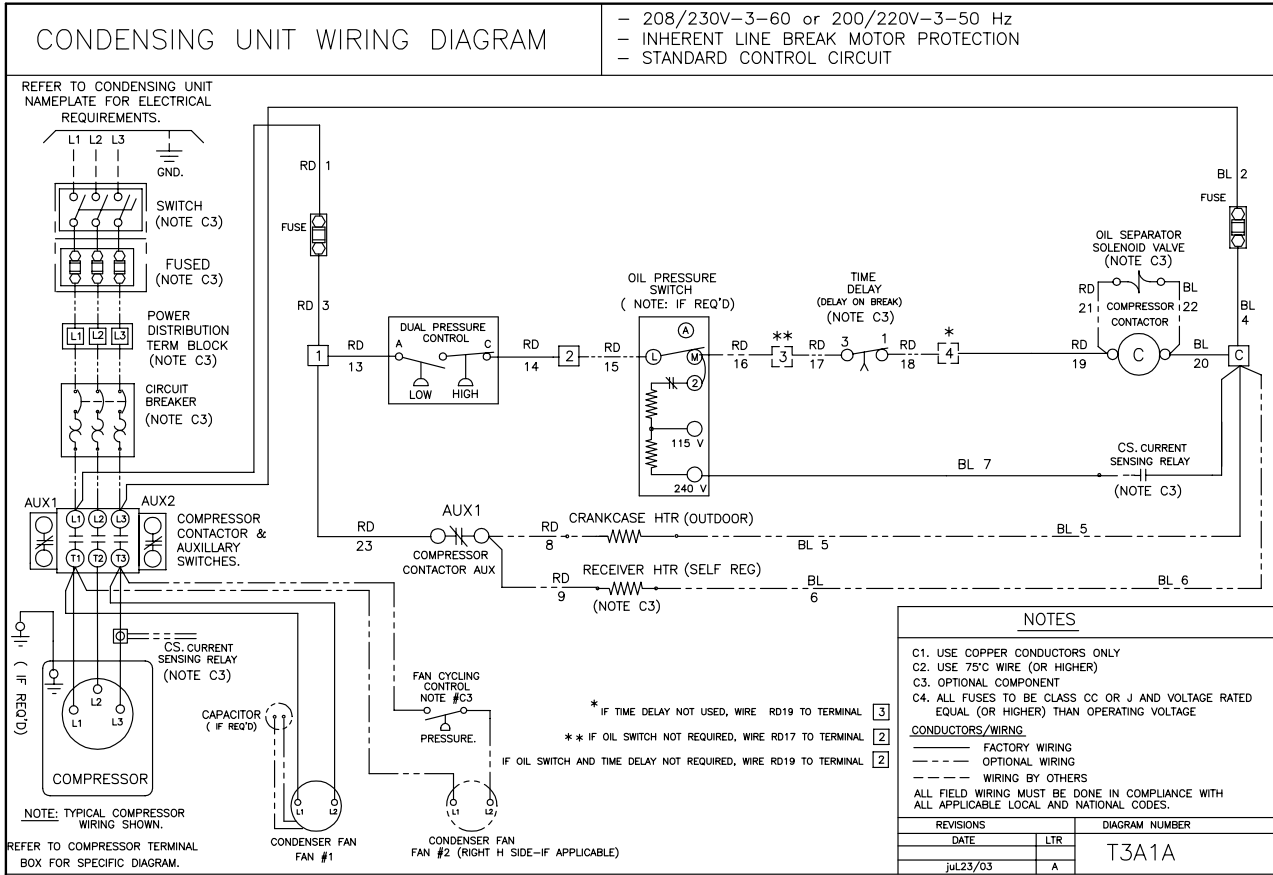 CONDENSING UNIT WIRING DIAGRAM
- 208/230V-3-60 or 200/220V-3-50 Hz
- INHERENT LINE BREAK MOTOR PROTECTION
- STANDARD CONTROL CIRCUIT
REFER TO CONDENSING UNIT
NAMEPLATE FOR ELECTRICAL
REQUIREMENTS.
L1 L2 L3
GND.
SWITCH
(NOTE C3)
FUSED
(NOTE C3)
POWER
DISTRIBUTION
TERM BLOCK
(NOTE C3)
L1 L2 L3
CIRCUIT
BREAKER
(NOTE C3)
AUX1
AUX2
L1 L2 L3
T1 T2 T3
COMPRESSOR
CONTACTOR &
AUXILLARY
SWITCHES.
RD 1
FUSE
RD 3
1
RD
13
DUAL PRESSURE
CONTROL
A
C
LOW HIGH
RD
14
2
RD
15
OIL PRESSURE
SWITCH
( NOTE: IF REQ'D)
A
L
M
2
115 V
240 V
RD
16
**
3
RD
17
TIME
DELAY
(DELAY ON BREAK)
(NOTE C3)
3 1
RD
18
*
4
RD
19
OIL SEPARATOR
SOLENOID VALVE
(NOTE C3)
RD
21
BL
22
COMPRESSOR
CONTACTOR
C
BL
20
C
BL 2
FUSE
BL
4
BL 7
CS. CURRENT
SENSING RELAY
(NOTE C3)
RD
23
AUX1
COMPRESSOR
CONTACTOR AUX
RD
8
CRANKCASE HTR (OUTDOOR)
BL 5
BL 5
RD
9
RECEIVER HTR (SELF REG)
(NOTE C3)
BL
6
BL 6
( IF REQ'D)
CS. CURRENT
SENSING RELAY
(NOTE C3)
L1
L2
L3
COMPRESSOR
NOTE: TYPICAL COMPRESSOR
WIRING SHOWN.
REFER TO COMPRESSOR TERMINAL
BOX FOR SPECIFIC DIAGRAM.
CAPACITOR
( IF REQ'D)
L1 L2
CONDENSER FAN
FAN #1
FAN CYCLING
CONTROL
NOTE #C3
PRESSURE.
L1 L2
CONDENSER FAN
FAN #2 (RIGHT H SIDE-IF APPLICABLE)
* IF TIME DELAY NOT USED, WIRE RD19 TO TERMINAL 3
** IF OIL SWITCH NOT REQUIRED, WIRE RD17 TO TERMINAL 2
IF OIL SWITCH AND TIME DELAY NOT REQUIRED, WIRE RD19 TO TERMINAL 2
NOTES
C1. USE COPPER CONDUCTORS ONLY
C2. USE 75°C WIRE (OR HIGHER)
C3. OPTIONAL COMPONENT
C4. ALL FUSES TO BE CLASS CC OR J AND VOLTAGE RATED
EQUAL (OR HIGHER) THAN OPERATING VOLTAGE
CONDUCTORS/WIRNG
FACTORY WIRING
OPTIONAL WIRING
WIRING BY OTHERS
ALL FIELD WIRING MUST BE DONE IN COMPLIANCE WITH
ALL APPLICABLE LOCAL AND NATIONAL CODES.
REVISIONS
DIAGRAM NUMBER
DATE LTR
T3A1A
juL23/03 A